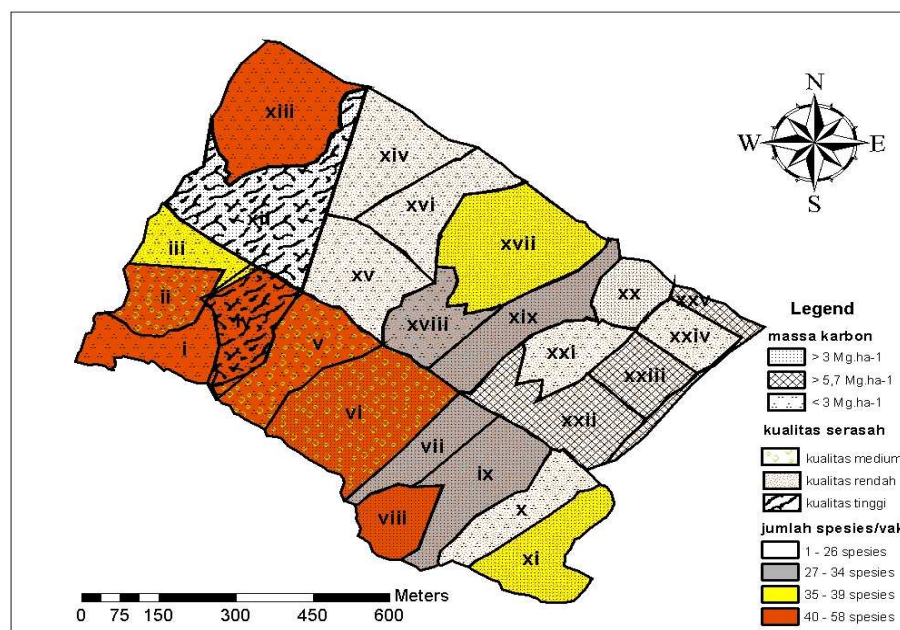 N
W E
S
xiii
xiv
xii
xvi
iii
xvii
xv
ii
xx
xxv
iv
xviii
xix
i
v
xxi
xxiv
xxiii
vi
xxii
vii
ix
viii
x
xi
Legend
massa karbon
> 3 Mg.ha-1
> 5,7 Mg.ha-1
< 3 Mg.ha-1
kualitas serasah
kualitas medium
kualitas rendah
kualitas tinggi
jumlah spesies/vak
1 - 26 spesies
27 - 34 spesies
35 - 39 spesies
40 - 58 spesies
0 75 150 300 450 600 Meters